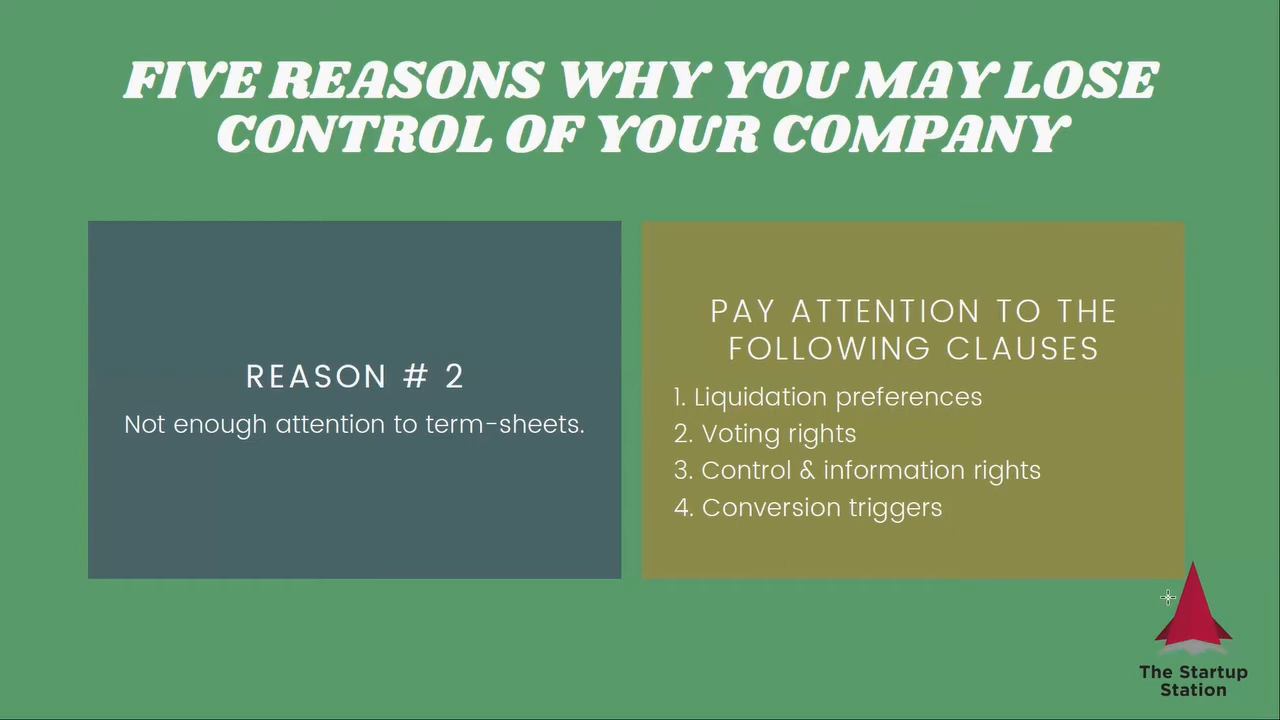 FIVE REASONS WHY YOU MAY LOSE
CONTROL OF YOUR COMPANY
REASON # 2
Not enough attention to term-sheets.
PAY ATTENTION TO THE
FOLLOWING CLAUSES
1. Liquidation preferences
2. Voting rights
3. Control & information rights
4. Conversion triggers
The Startup
Station